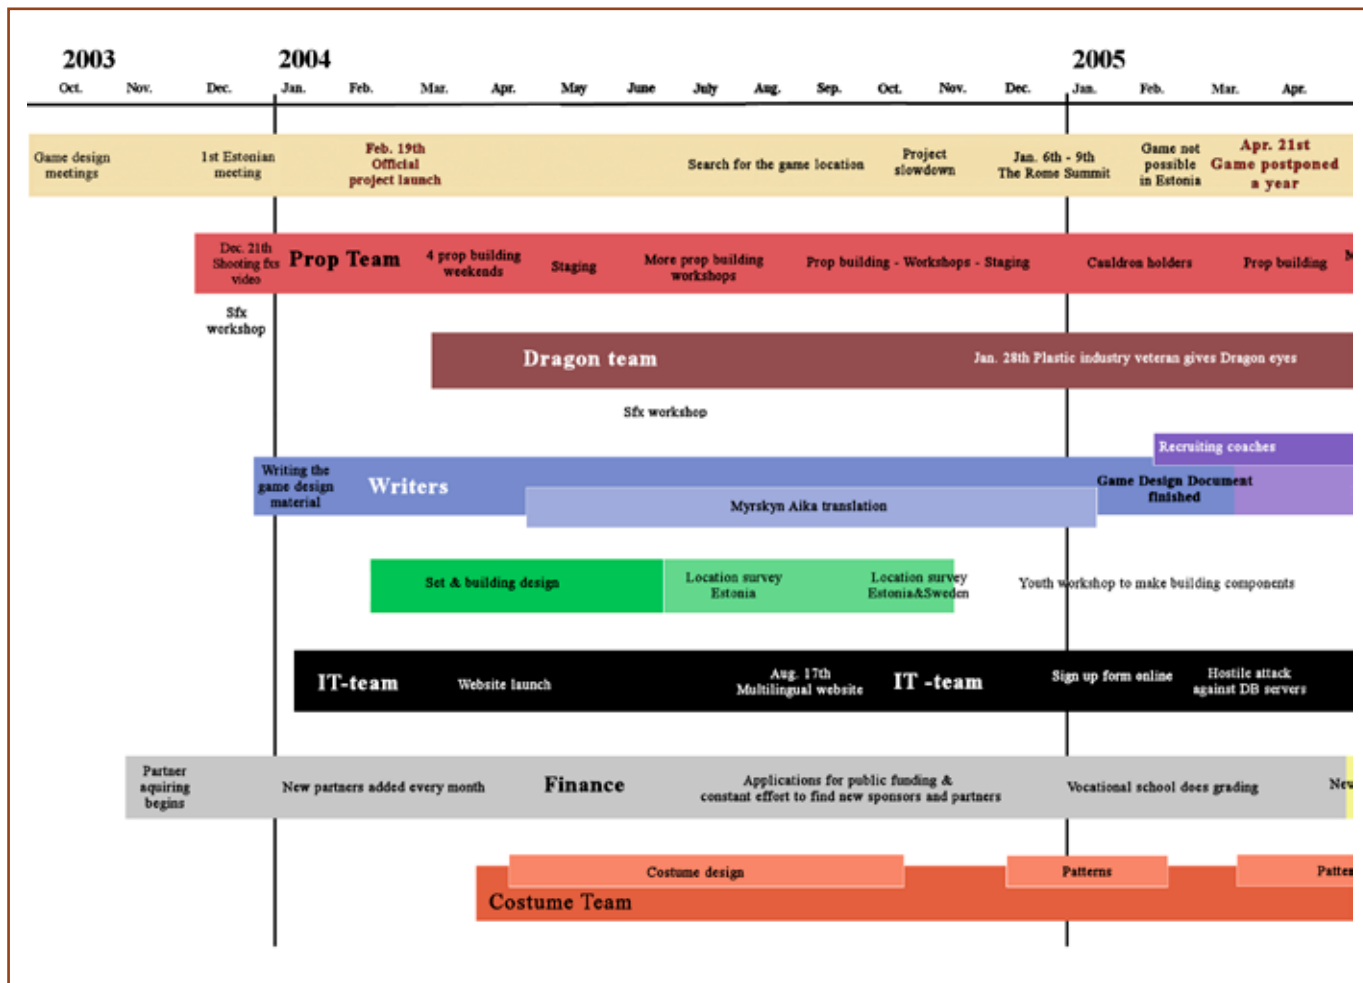 2003 2004 2005
Oct. Nov. Dec. Jan. Feb. Mar. Apr. May June July Aug. Sep. Oct. Nov. Dec. Jan. Feb. Mar. Apr.
Game design
meetings
1st Estonian
meeting
Feb. 19th
Official
project launch
Search for the game location
Project
slowdown
Jan. 6th - 9th
The Rome Summit
Game not
possible
in Estonia
Apr. 21st
Game postponed
a year
Dec. 21th
Shooting fxs
video
Prop Team
4 prop building
weekends
Staging
More prop building
workshops
Prop building - Workshops - Staging
Cauldron holders
Prop building
M
Sfx
workshop
Dragon team
Jan. 28th Plastic industry veteran gives Dragon eyes
Sfx workshop
Recruiting coaches
Writing the
game design
material
Writers
Game Design Document
finished
Myrskyn Aika translation
Set & building design
Location survey
Estonia
Location survey
Estonia&Sweden
Youth workshop to make building components
IT-team
Website launch
Aug. 17th
Multilingual website
IT -team
Sign up form online
Hostile attack
against DB servers
Partner
aquiring
begins
New partners added every month
Finance
Applications for public funding &
constant effort to find new sponsors and partners
Vocational school does grading
New
Costume design
Patterns
Patter
Costume Team